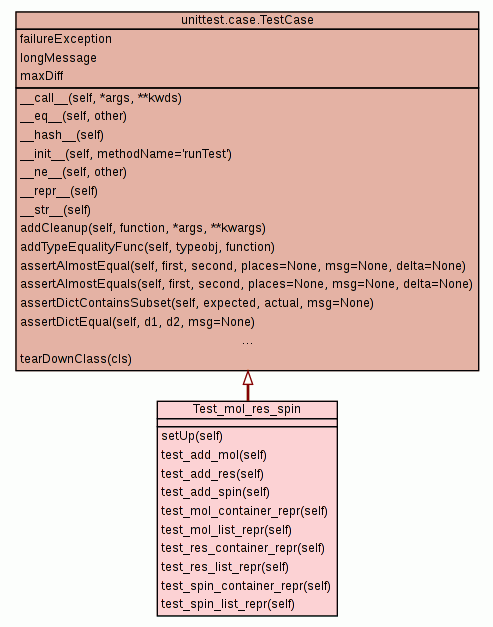 unittest.case.TestCase
failureException
longMessage
maxDiff
__call__(self, *args, **kwds)
__eq__(self, other)
__hash__(self)
__init__(self, methodName='runTest')
__ne__(self, other)
__repr__(self)
__str__(self)
addCleanup(self, function, *args, **kwargs)
addTypeEqualityFunc(self, typeobj, function)
assertAlmostEqual(self, first, second, places=None, msg=None, delta=None)
assertAlmostEquals(self, first, second, places=None, msg=None, delta=None)
assertDictContainsSubset(self, expected, actual, msg=None)
assertDictEqual(self, d1, d2, msg=None)
...
tearDownClass(cls)
Test_mol_res_spin
setUp(self)
test_add_mol(self)
test_add_res(self)
test_add_spin(self)
test_mol_container_repr(self)
test_mol_list_repr(self)
test_res_container_repr(self)
test_res_list_repr(self)
test_spin_container_repr(self)
test_spin_list_repr(self)